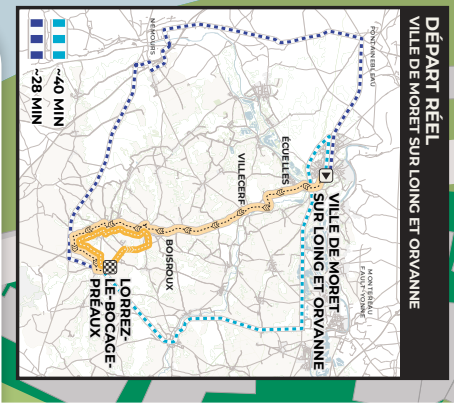 DÉPART RÉEL
VILLE DE MORET SUR LOING ET ORVANNE
FONTAINEBLEAU
NEMOURS
MONTEREAU
FAULT-YONNE
ÉCUELLES
VILLE DE MORET
SUR LOING ET ORVANNE
VILLECERF
BOISROUX
LORREZ-
LE-BOCAGE-
PREAUX
~40 MIN
~28 MIN